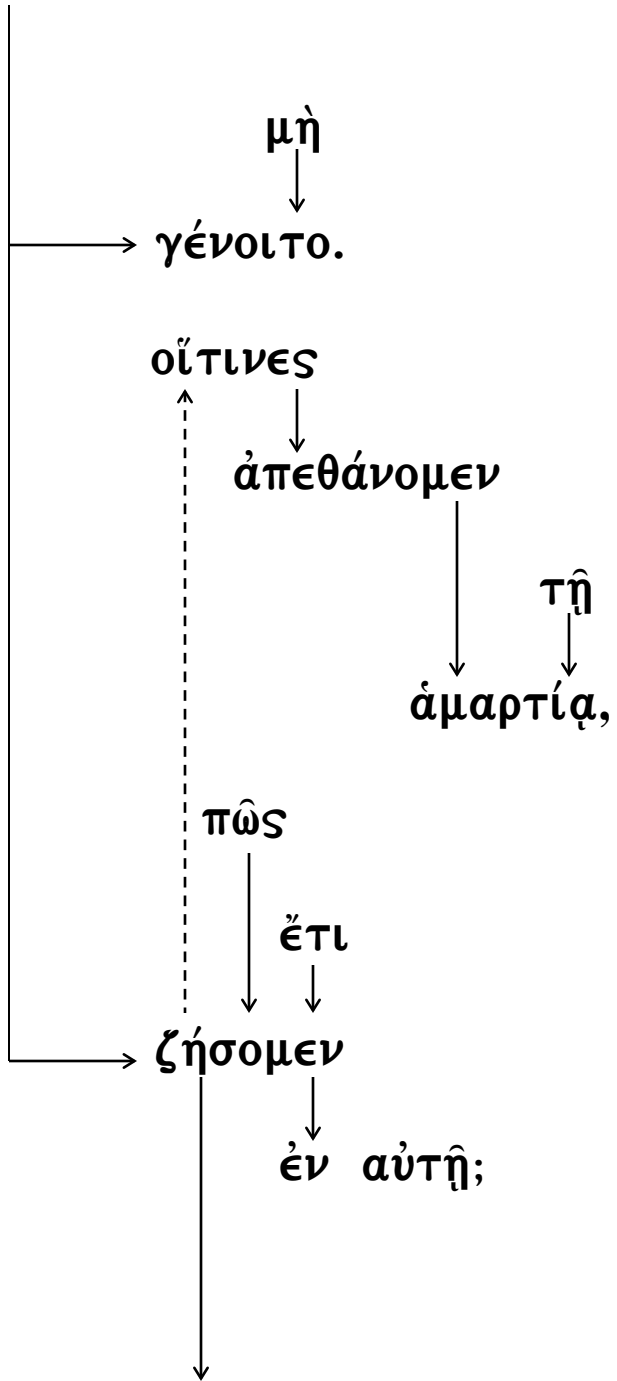 μὴ
γένοιτο.
οἵτινες
ἀπεθάνομεν
τῇ
ἁμαρτίᾳ,
πῶς
ἔτι
ζήσομεν
ἐν αὐτῇ;